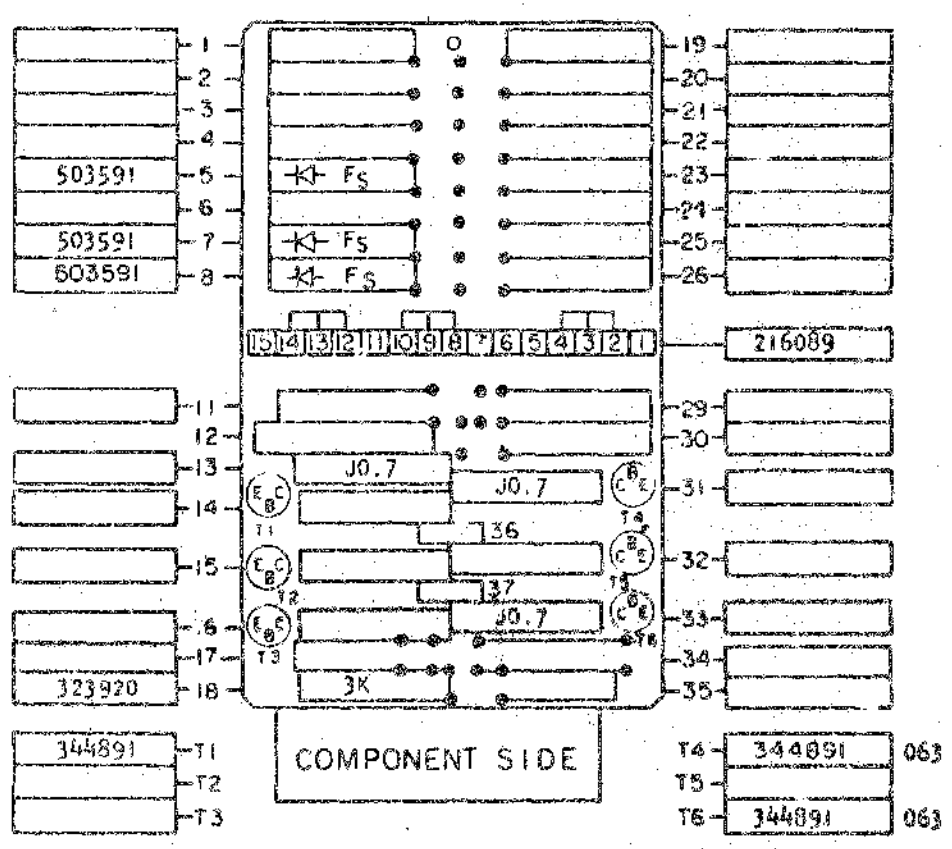 1 O 19
2 20
3 21
4 22
503591 5 FS 23
6 24
503591 7 FS 25
503591 8 FS 26
15 14 13 12 11 10 9 8 7 6 5 4 3 2 1 216089
11 29
12 30
13 J0.7 J0.7 31
14 E B C C B E
T1 T4
36
15 E B C C B E 32
T2 T5
37
16 E B C J0.7 C B E 33
T3 T6
17 34
323920 18 3K 35
344891 T1 COMPONENT SIDE T4 344891 063
T2 T5
T3 T6 344891 063